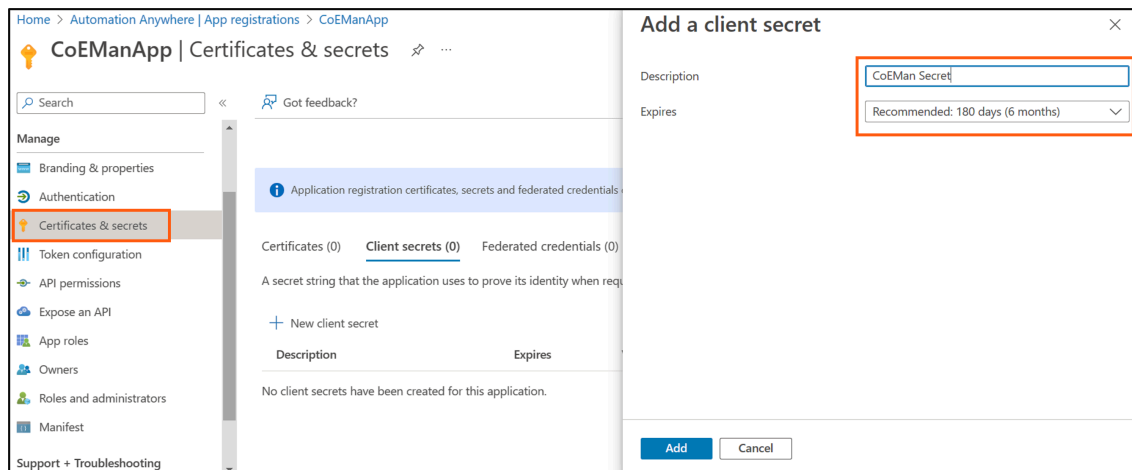 Home > Automation Anywhere | App registrations > CoEManApp
CoEManApp | Certificates & secrets
Search
Got feedback?
Manage
Branding & properties
Authentication
Certificates & secrets
Token configuration
API permissions
Expose an API
App roles
Owners
Roles and administrators
Manifest
Support + Troubleshooting
Application registration certificates, secrets and federated credentials
Certificates (0) Client secrets (0) Federated credentials (0)
A secret string that the application uses to prove its identity when requ
New client secret
Description Expires
No client secrets have been created for this application.
Add a client secret
Description CoEMan Secret
Expires Recommended: 180 days (6 months)
Add Cancel